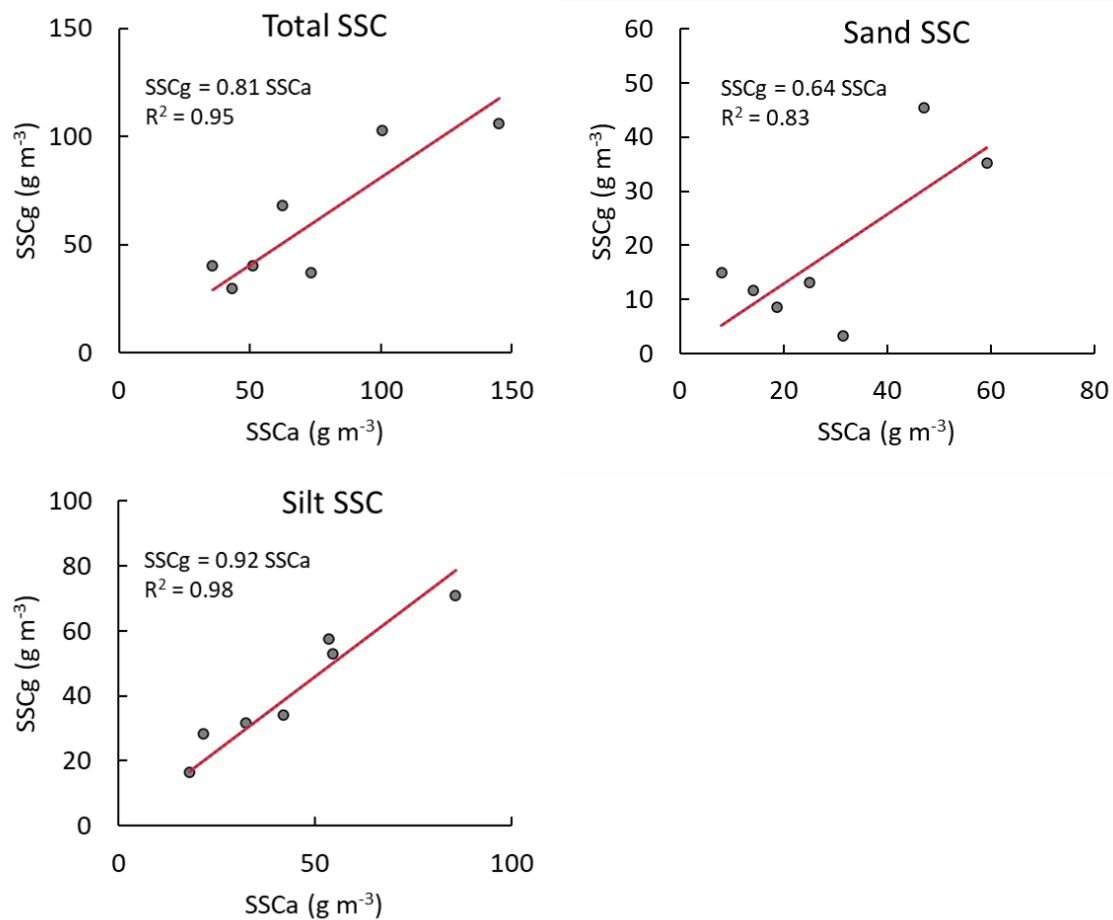 Total SSC
SSCg = 0.81 SSCa
R² = 0.95
150
100
50
0
SSCg (g m⁻³)
0 50 100 150
SSCa (g m⁻³)
Sand SSC
SSCg = 0.64 SSCa
R² = 0.83
60
50
40
30
20
10
0
SSCg (g m⁻³)
0 20 40 60 80
SSCa (g m⁻³)
Silt SSC
SSCg = 0.92 SSCa
R² = 0.98
100
80
60
40
20
0
SSCg (g m⁻³)
0 50 100
SSCa (g m⁻³)